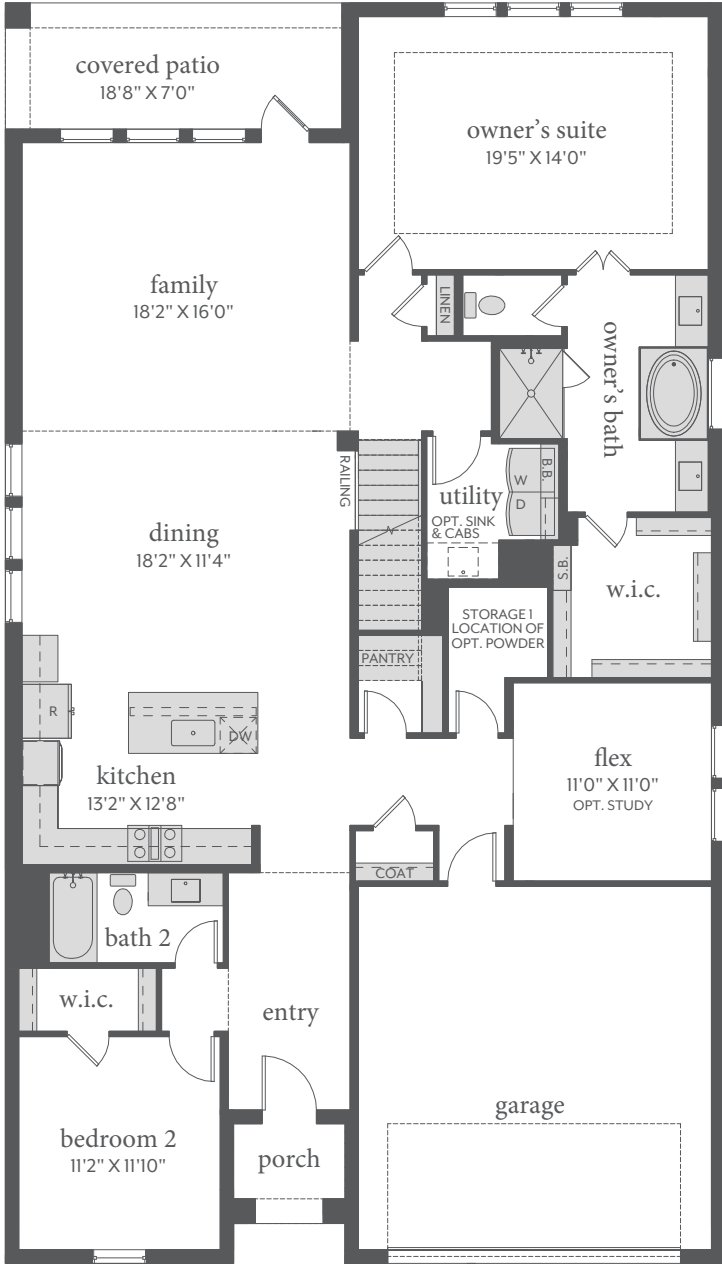 covered patio
18'8" X 7'0"
owner's suite
19'5" X 14'0"
family
18'2" X 16'0"
LINEN
owner's bath
RAILING
dining
18'2" X 11'4"
utility
OPT. SINK
& CABS
W
D
B.B.
S.B.
w.i.c.
STORAGE 1
LOCATION OF
OPT. POWDER
PANTRY
R
DW
kitchen
13'2" X 12'8"
flex
11'0" X 11'0"
OPT. STUDY
COAT
bath 2
w.i.c.
entry
bedroom 2
11'2" X 11'10"
porch
garage